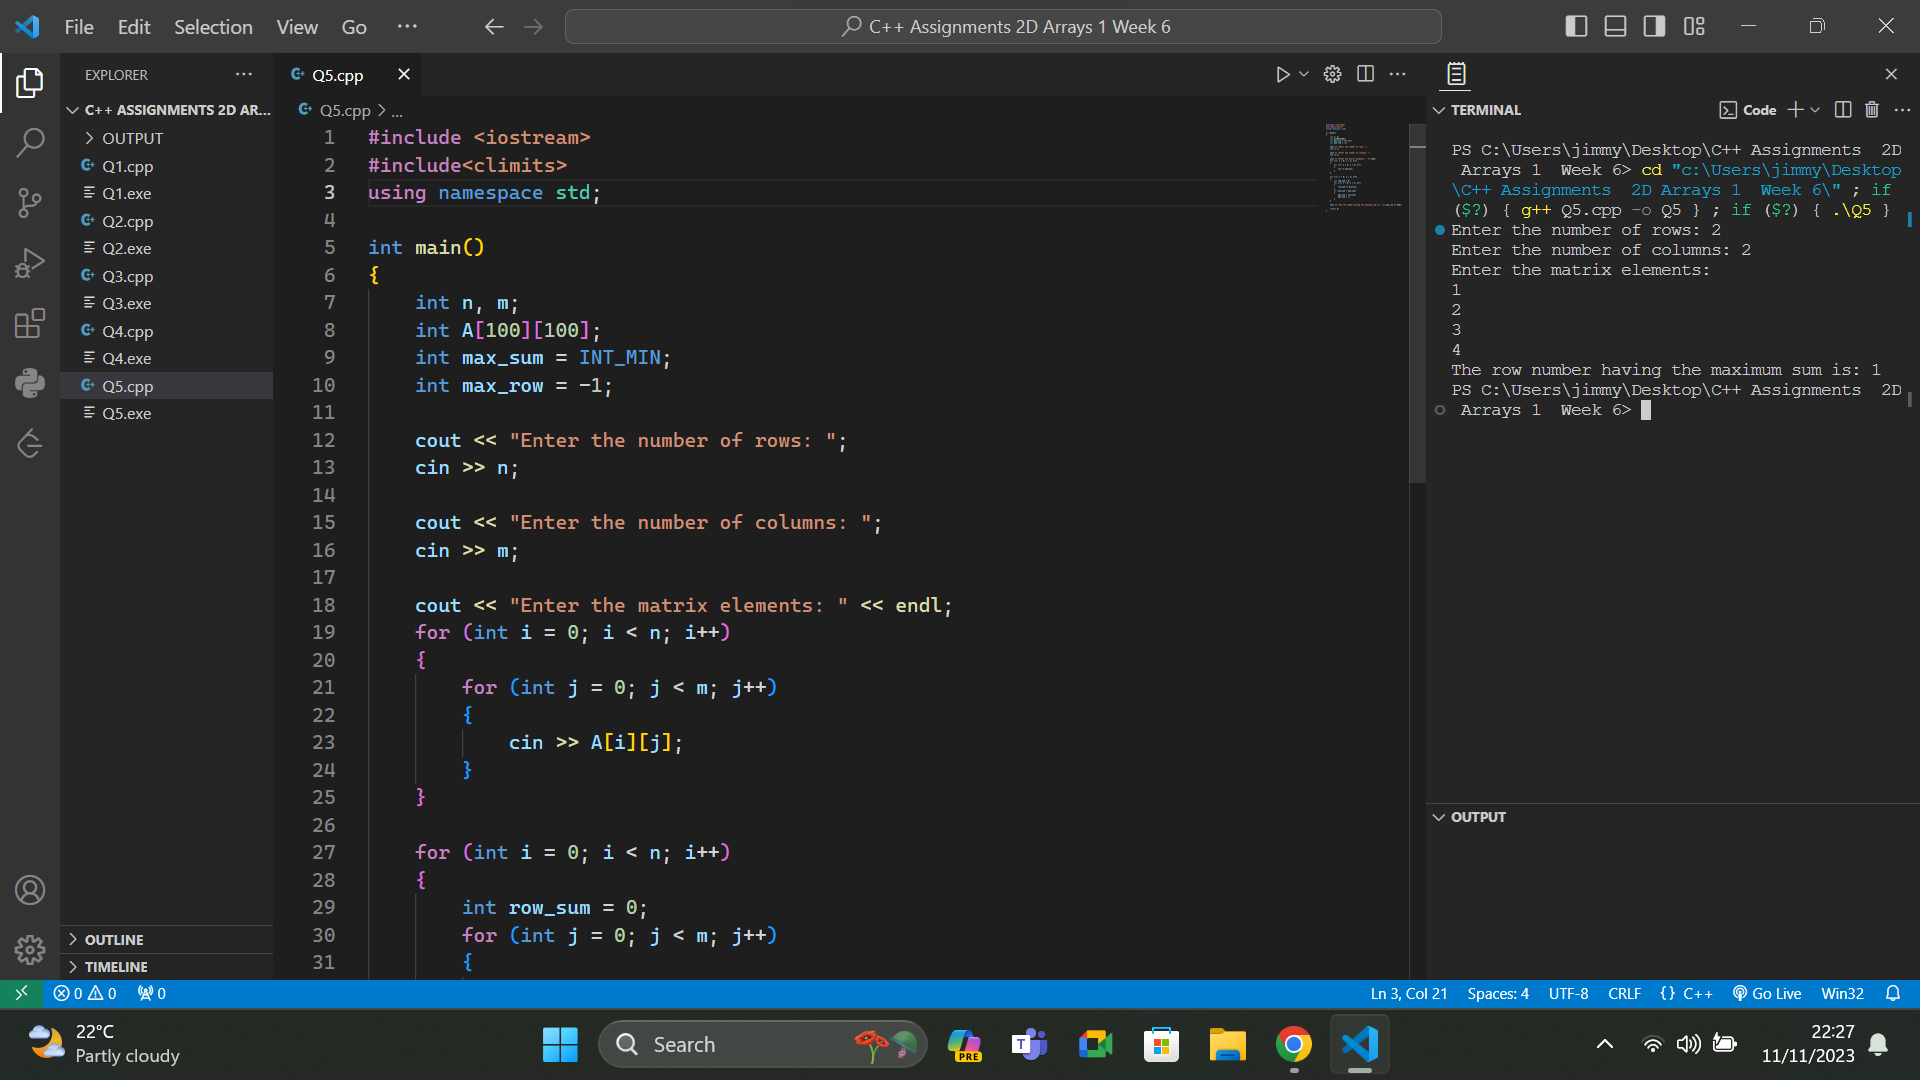 File Edit Selection View Go ···
C++ Assignments 2D Arrays 1 Week 6
EXPLORER ···
C++ ASSIGNMENTS 2D AR...
OUTPUT
Q1.cpp
Q1.exe
Q2.cpp
Q2.exe
Q3.cpp
Q3.exe
Q4.cpp
Q4.exe
Q5.cpp
Q5.exe
OUTLINE
TIMELINE
Q5.cpp
Q5.cpp > ...
1 #include <iostream>
2 #include<climits>
3 using namespace std;
4
5 int main()
6 {
7 int n, m;
8 int A[100][100];
9 int max_sum = INT_MIN;
10 int max_row = -1;
11
12 cout << "Enter the number of rows: ";
13 cin >> n;
14
15 cout << "Enter the number of columns: ";
16 cin >> m;
17
18 cout << "Enter the matrix elements: " << endl;
19 for (int i = 0; i < n; i++)
20 {
21 for (int j = 0; j < m; j++)
22 {
23 cin >> A[i][j];
24 }
25 }
26
27 for (int i = 0; i < n; i++)
28 {
29 int row_sum = 0;
30 for (int j = 0; j < m; j++)
31 {
TERMINAL
Code
PS C:\Users\jimmy\Desktop\C++ Assignments  2D
Arrays 1  Week 6> cd "c:\Users\jimmy\Desktop
\C++ Assignments  2D Arrays 1  Week 6\" ; if
($?) { g++ Q5.cpp -o Q5 } ; if ($?) { .\Q5 }
Enter the number of rows: 2
Enter the number of columns: 2
Enter the matrix elements:
1
2
3
4
The row number having the maximum sum is: 1
PS C:\Users\jimmy\Desktop\C++ Assignments  2D
Arrays 1  Week 6>
OUTPUT
0 0 0
Ln 3, Col 21 Spaces: 4 UTF-8 CRLF {} C++ Go Live Win32
22°C
Partly cloudy
Search
PRE
T
22:27
11/11/2023